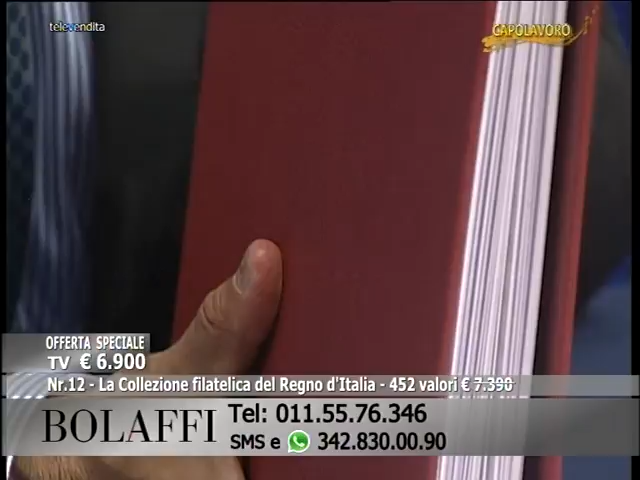 televendita
CAPOLAVORO
OFFERTA SPECIALE
TV € 6.900
Nr.12 - La Collezione filatelica del Regno d'Italia - 452 valori € 7.390
BOLAFFI
Tel: 011.55.76.346
SMS e 342.830.00.90